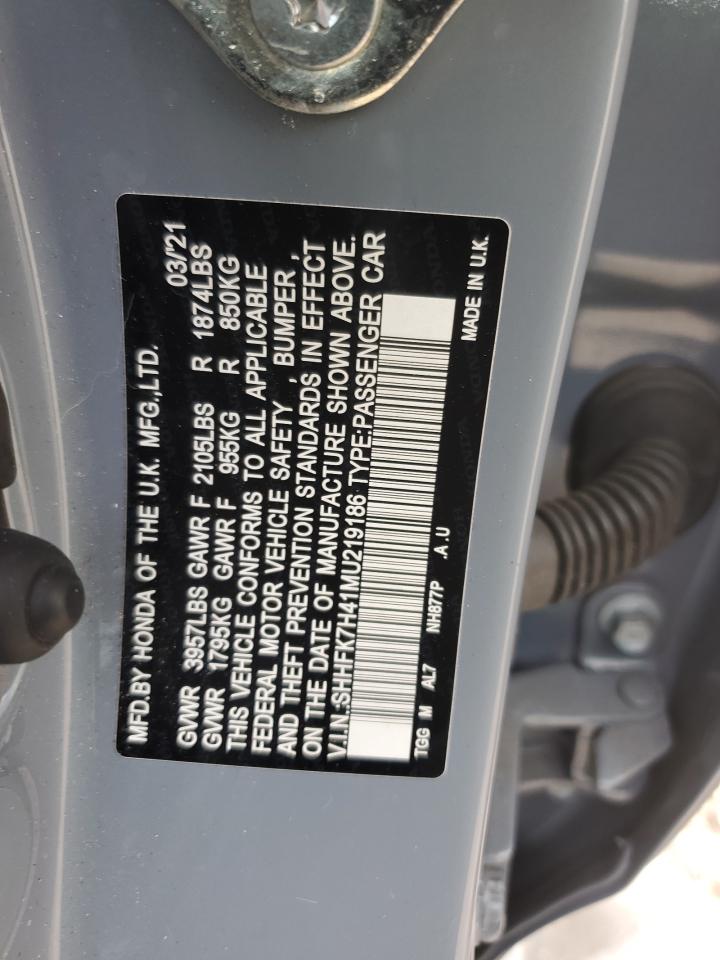 MFD.BY HONDA OF THE U.K. MFG.,LTD. 03/'21
GVWR 3957LBS GAWR F 2105LBS R 1874LBS
GVWR 1795KG GAWR F 955KG R 850KG
THIS VEHICLE CONFORMS TO ALL APPLICABLE
FEDERAL MOTOR VEHICLE SAFETY , BUMPER ,
AND THEFT PREVENTION STANDARDS IN EFFECT
ON THE DATE OF MANUFACTURE SHOWN ABOVE.
V.I.N.:SHHFK7H41MU219186 TYPE:PASSENGER CAR
TGG M AL7 NH877P .A.U MADE IN U.K.